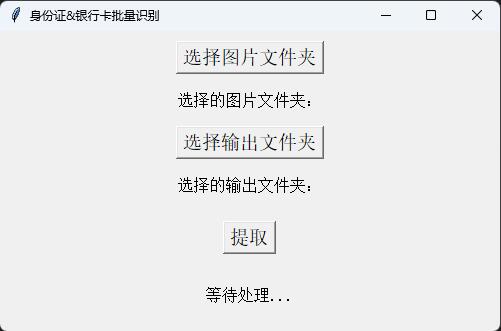 身份证&银行卡批量识别
选择图片文件夹
选择的图片文件夹:
选择输出文件夹
选择的输出文件夹:
提取
等待处理...